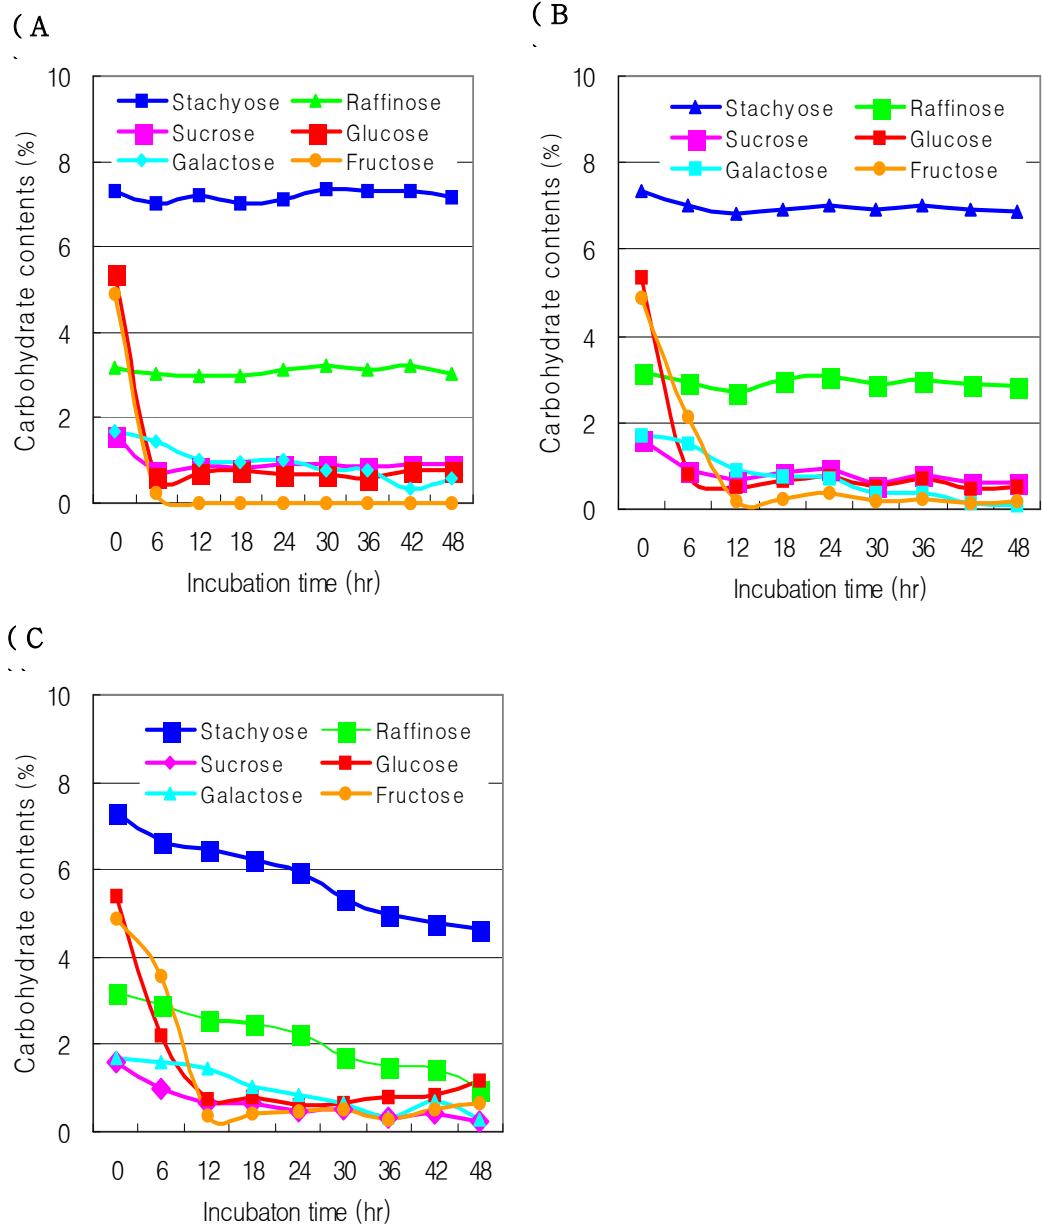 (A
(B
Carbohydrate contents (%)
10
8
6
4
2
0
Stachyose Raffinose
Sucrose Glucose
Galactose Fructose
0 6 12 18 24 30 36 42 48
Incubation time (hr)
Carbohydrate contents (%)
10
8
6
4
2
0
Stachyose Raffinose
Sucrose Glucose
Galactose Fructose
0 6 12 18 24 30 36 42 48
Incubation time (hr)
(C
Carbohydrate contents (%)
10
8
6
4
2
0
Stachyose Raffinose
Sucrose Glucose
Galactose Fructose
0 6 12 18 24 30 36 42 48
Incubaton time (hr)